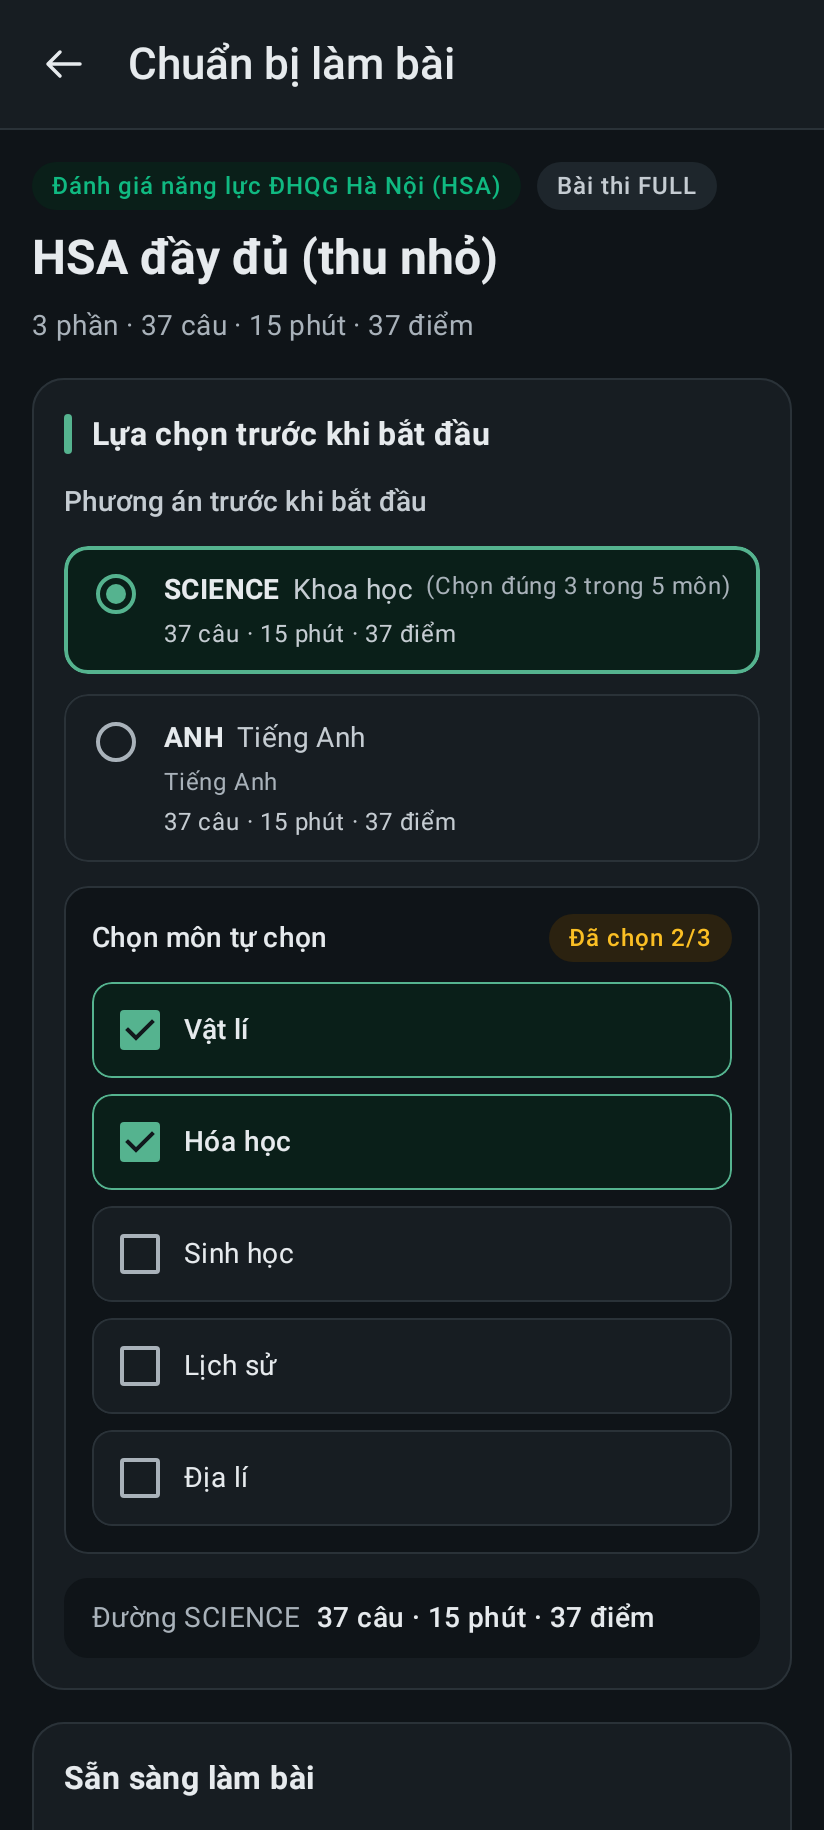 Chuẩn bị làm bài
Đánh giá năng lực ĐHQG Hà Nội (HSA) Bài thi FULL
HSA đầy đủ (thu nhỏ)
3 phần · 37 câu · 15 phút · 37 điểm
Lựa chọn trước khi bắt đầu
Phương án trước khi bắt đầu
SCIENCE Khoa học (Chọn đúng 3 trong 5 môn)
37 câu · 15 phút · 37 điểm
ANH Tiếng Anh
Tiếng Anh
37 câu · 15 phút · 37 điểm
Chọn môn tự chọn Đã chọn 2/3
Vật lí
Hóa học
Sinh học
Lịch sử
Địa lí
Đường SCIENCE 37 câu · 15 phút · 37 điểm
Sẵn sàng làm bài